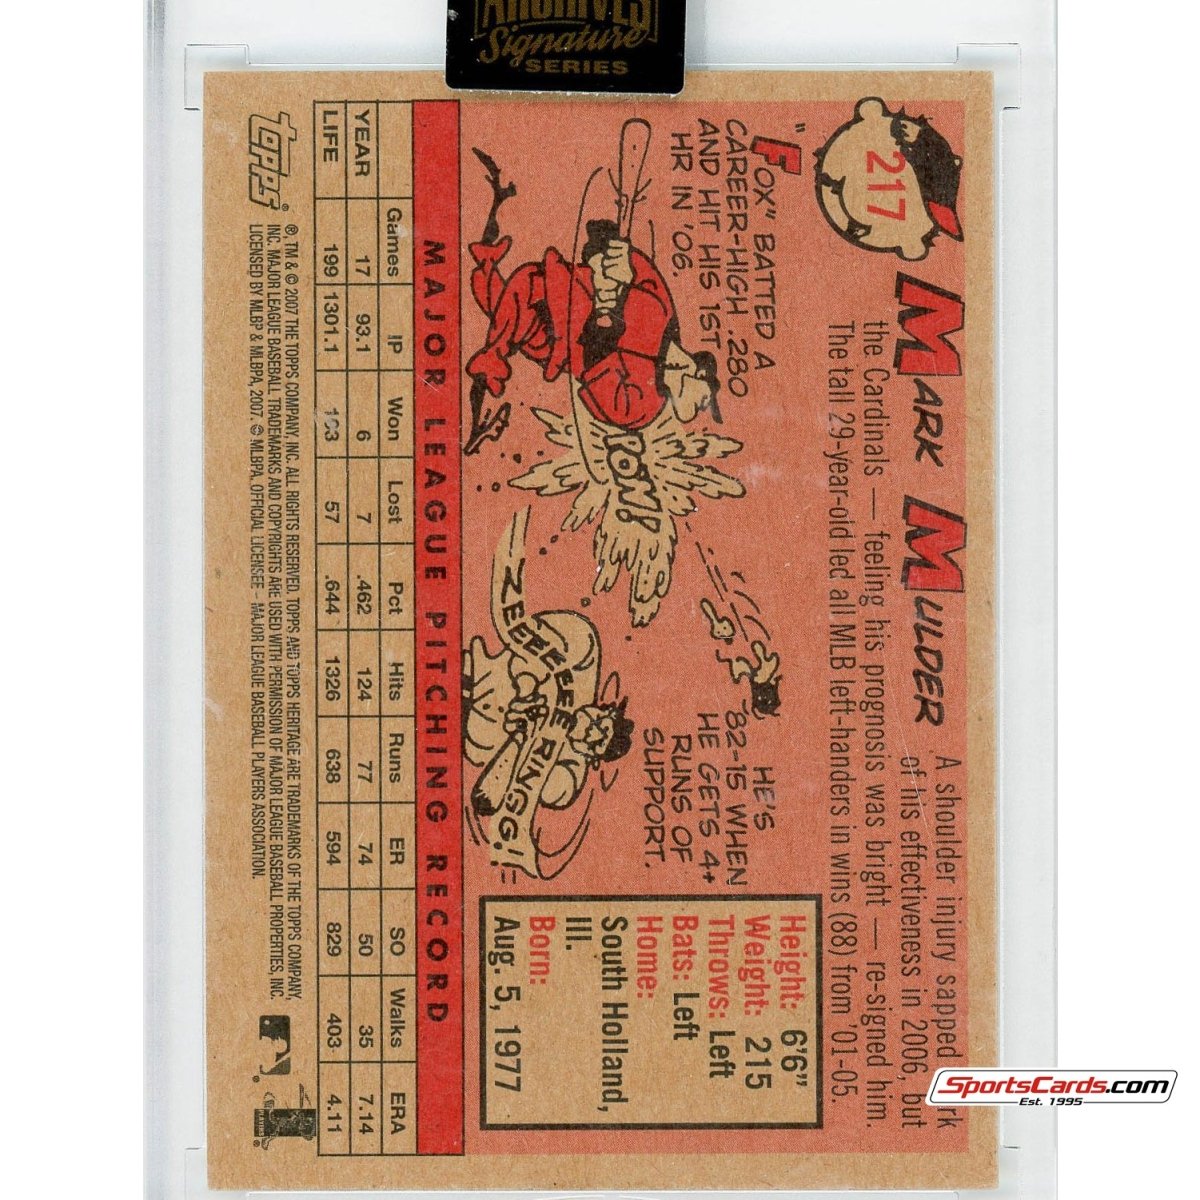 ARCHIVES
Signature
SERIES
217
MARK MULDER
A shoulder injury sapped
of his effectiveness in 2006, but
the Cardinals — feeling his prognosis was bright — re-signed him.
The tall 29-year-old led all MLB left-handers in wins (88) from '01-05.
"FOX" BATTED A
CAREER-HIGH .280
AND HIT HIS 1ST
HR IN '06.
POW!
HE'S
'82-15 WHEN
HE GETS 4+
RUNS OF
SUPPORT.
ZEEEEEEE RINGG!
Height: 6'6"
Weight: 215
Throws: Left
Bats: Left
Home:
South Holland,
Ill.
Born:
Aug. 5, 1977
MAJOR LEAGUE PITCHING RECORD
Games IP Won Lost Pct Hits Runs ER SO Walks ERA
YEAR 17 93.1 6 7 .462 124 77 74 50 35 7.14
LIFE 199 1301.1 103 57 .644 1326 638 594 829 403 4.11
topps®
®, TM & © 2007 THE TOPPS COMPANY, INC. ALL RIGHTS RESERVED. TOPPS AND TOPPS HERITAGE ARE TRADEMARKS OF THE TOPPS COMPANY,
INC. MAJOR LEAGUE BASEBALL TRADEMARKS AND COPYRIGHTS ARE USED WITH PERMISSION OF MAJOR LEAGUE BASEBALL PROPERTIES, INC.
LICENSED BY MLBP & MLBPA, 2007. © MLBPA, OFFICIAL LICENSEE - MAJOR LEAGUE BASEBALL PLAYERS ASSOCIATION.
PLAYERS
SportsCards.com
Est. 1995